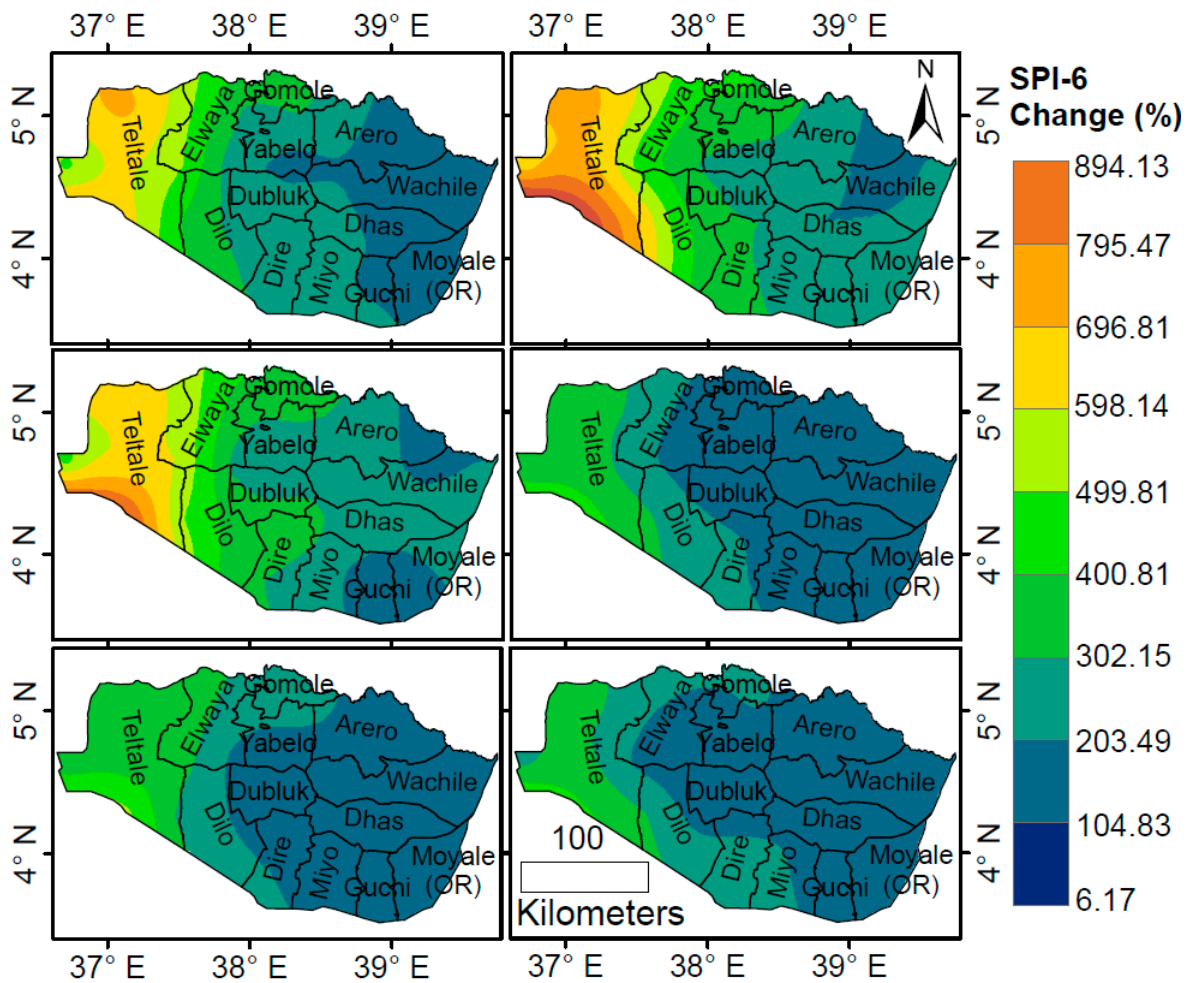 37° E
38° E
39° E
37° E
38° E
39° E
5° N
4° N
Teltale
Elwaya
Gomole
Yabelo
Arero
Wachile
Dubluk
Dilo
Dhas
Dire
Miyo
Guchi
Moyale
(OR)
N
Teltale
Elwaya
Gomole
Yabelo
Arero
Wachile
Dubluk
Dilo
Dhas
Dire
Miyo
Guchi
Moyale
(OR)
5° N
4° N
5° N
4° N
Teltale
Elwaya
Gomole
Yabelo
Arero
Wachile
Dubluk
Dilo
Dhas
Dire
Miyo
Guchi
Moyale
(OR)
Teltale
Elwaya
Gomole
Yabelo
Arero
Wachile
Dubluk
Dilo
Dhas
Dire
Miyo
Guchi
Moyale
(OR)
5° N
4° N
5° N
4° N
Teltale
Elwaya
Gomole
Yabelo
Arero
Wachile
Dubluk
Dilo
Dhas
Dire
Miyo
Guchi
Moyale
(OR)
Teltale
Elwaya
Gomole
Yabelo
Arero
Wachile
Dubluk
Dilo
Dhas
Dire
Miyo
Guchi
Moyale
(OR)
100
Kilometers
5° N
4° N
37° E
38° E
39° E
37° E
38° E
39° E
SPI-6
Change (%)
894.13
795.47
696.81
598.14
499.81
400.81
302.15
203.49
104.83
6.17